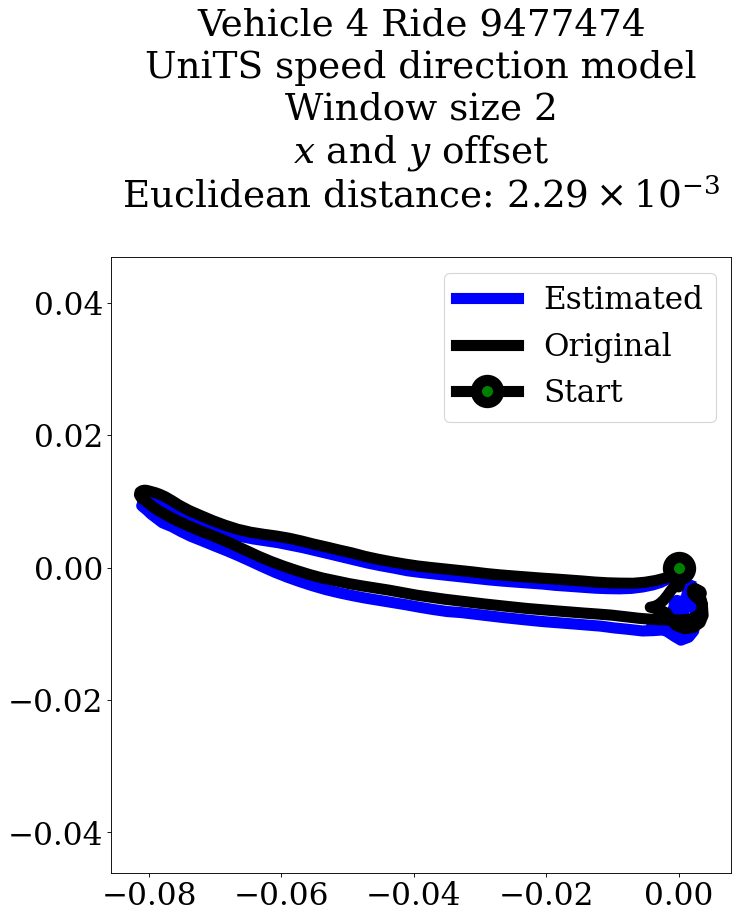 Vehicle 4 Ride 9477474
UniTS speed direction model
Window size 2
x and y offset
Euclidean distance: 2.29 × 10⁻³
Estimated
Original
Start
0.04
0.02
0.00
−0.02
−0.04
−0.08 −0.06 −0.04 −0.02 0.00